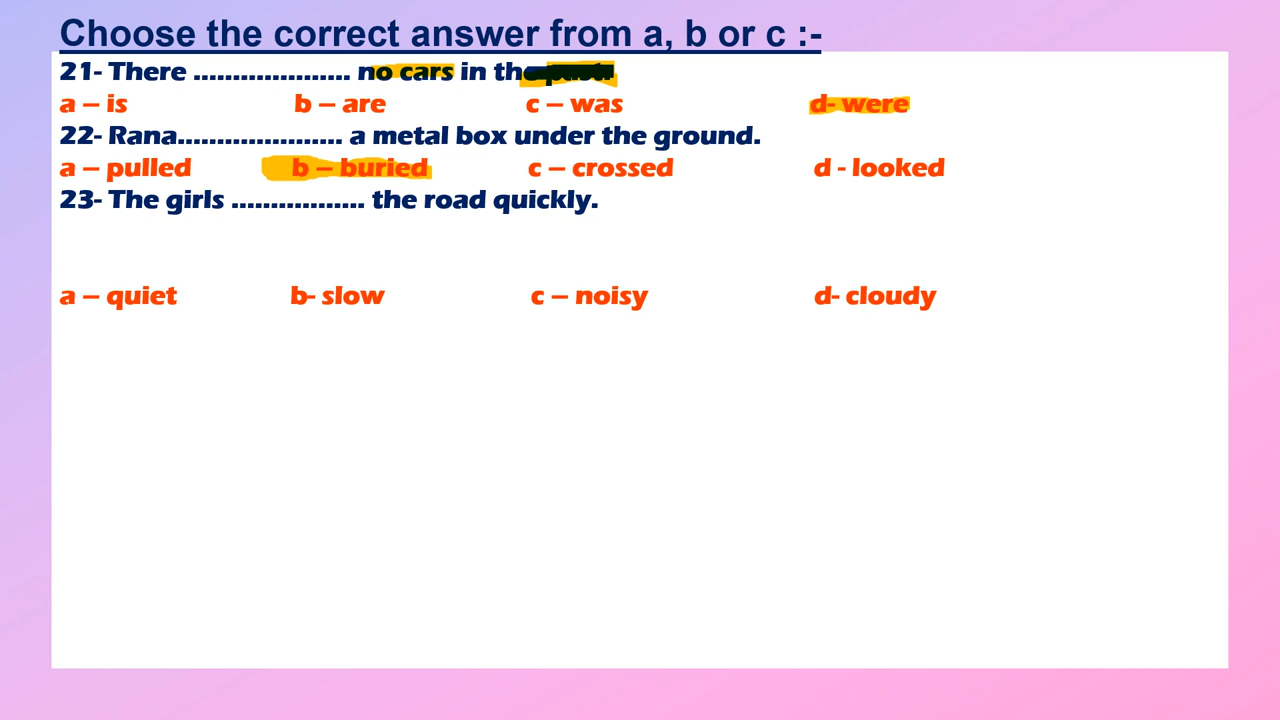 Choose the correct answer from a, b or c :-
21- There .................... no cars in the
a – is b – are c – was d- were
22- Rana..................... a metal box under the ground.
a – pulled b – buried c – crossed d - looked
23- The girls ................. the road quickly.
a – quiet b- slow c – noisy d- cloudy